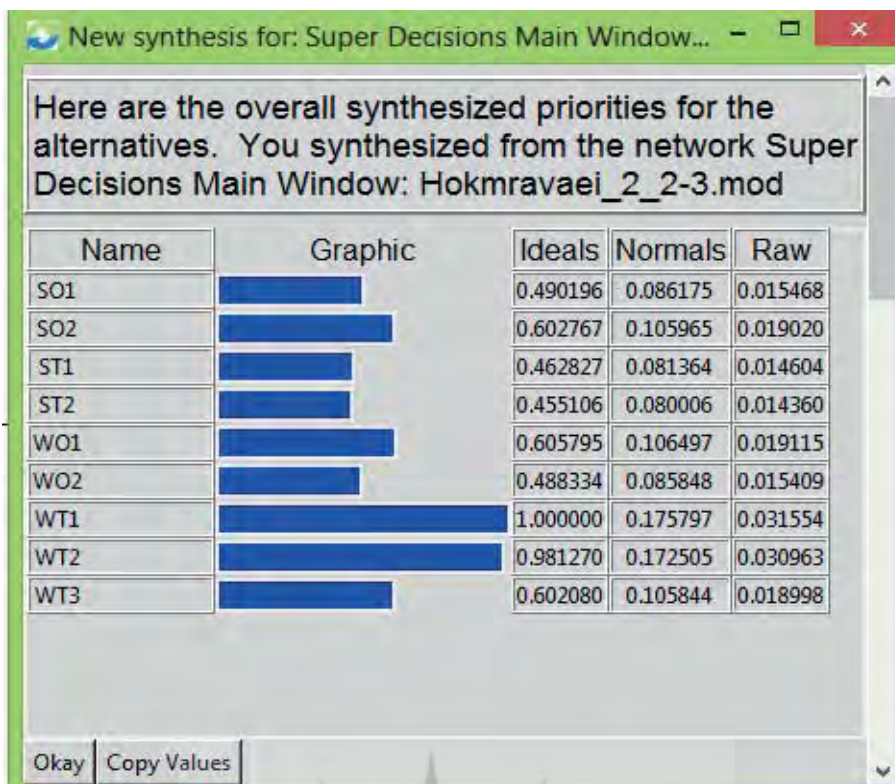 New synthesis for: Super Decisions Main Window...
Here are the overall synthesized priorities for the
alternatives. You synthesized from the network Super
Decisions Main Window: Hokmravaei_2_2-3.mod
Name Graphic Ideals Normals Raw
SO1 0.490196 0.086175 0.015468
SO2 0.602767 0.105965 0.019020
ST1 0.462827 0.081364 0.014604
ST2 0.455106 0.080006 0.014360
WO1 0.605795 0.106497 0.019115
WO2 0.488334 0.085848 0.015409
WT1 1.000000 0.175797 0.031554
WT2 0.981270 0.172505 0.030963
WT3 0.602080 0.105844 0.018998
Okay Copy Values